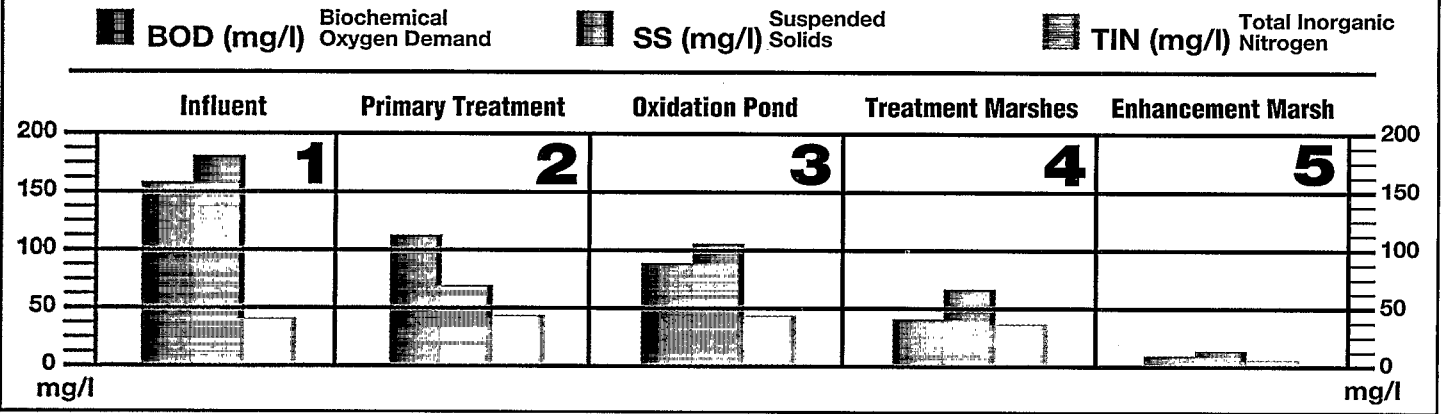 BOD (mg/l) Biochemical Oxygen Demand
SS (mg/l) Suspended Solids
TIN (mg/l) Total Inorganic Nitrogen
Influent
Primary Treatment
Oxidation Pond
Treatment Marshes
Enhancement Marsh
1
2
3
4
5
200
150
100
50
0
mg/l
200
150
100
50
0
mg/l